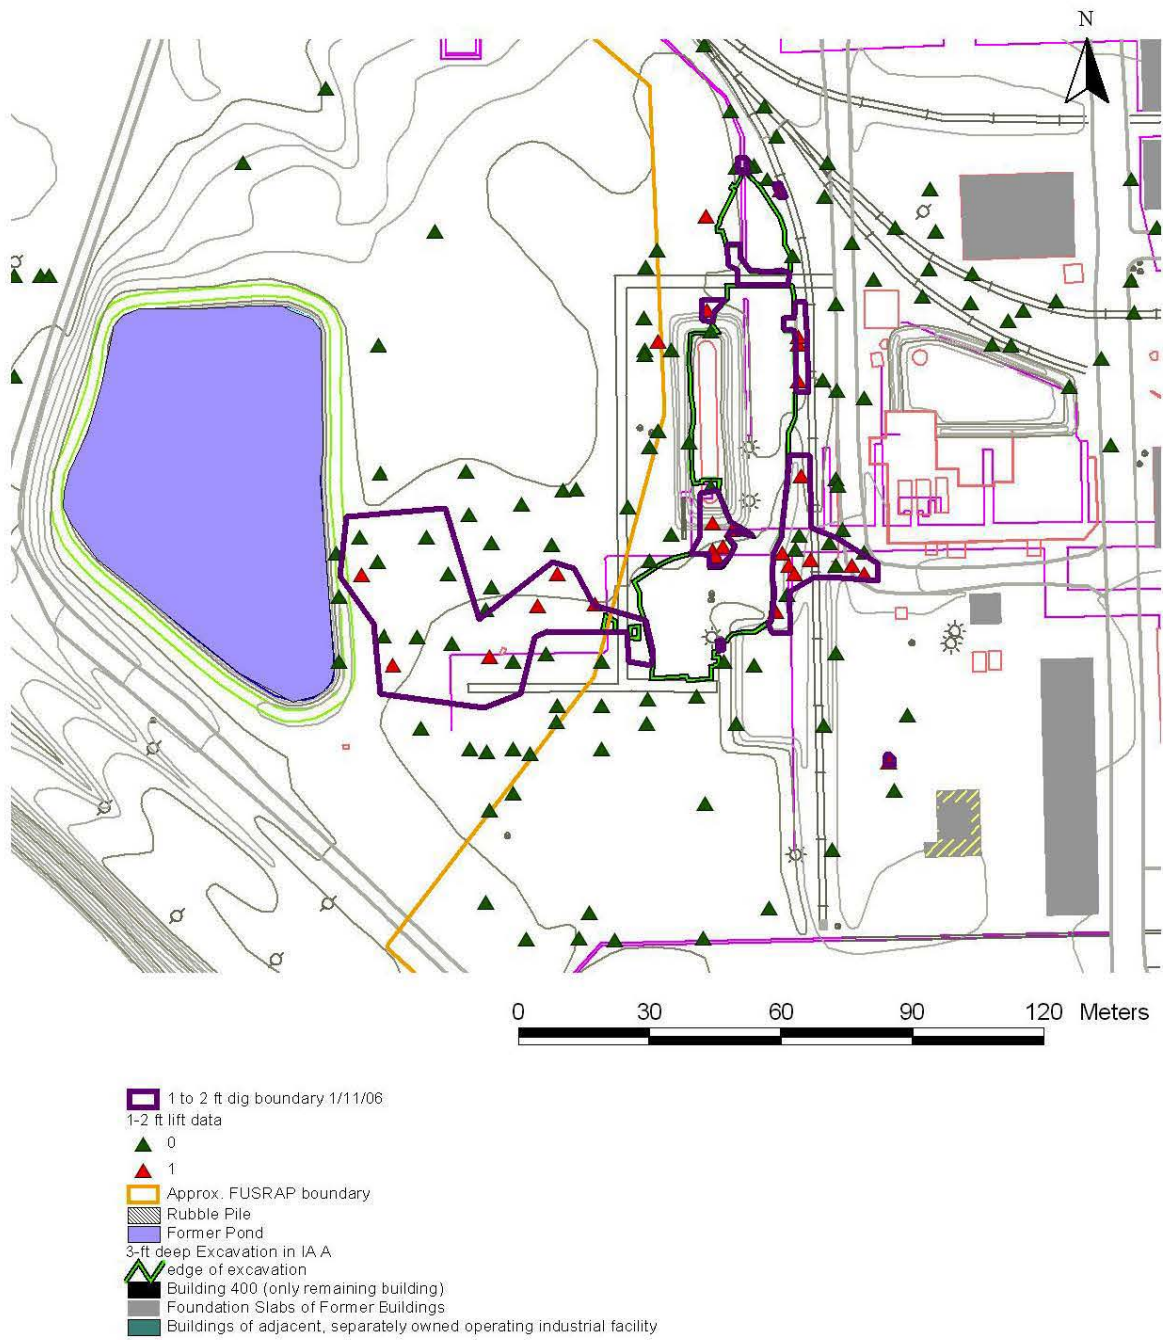 N
0 30 60 90 120 Meters
1 to 2 ft dig boundary 1/11/06
1-2 ft lift data
0
1
Approx. FUSRAP boundary
Rubble Pile
Former Pond
3-ft deep Excavation in IA A
edge of excavation
Building 400 (only remaining building)
Foundation Slabs of Former Buildings
Buildings of adjacent, separately owned operating industrial facility